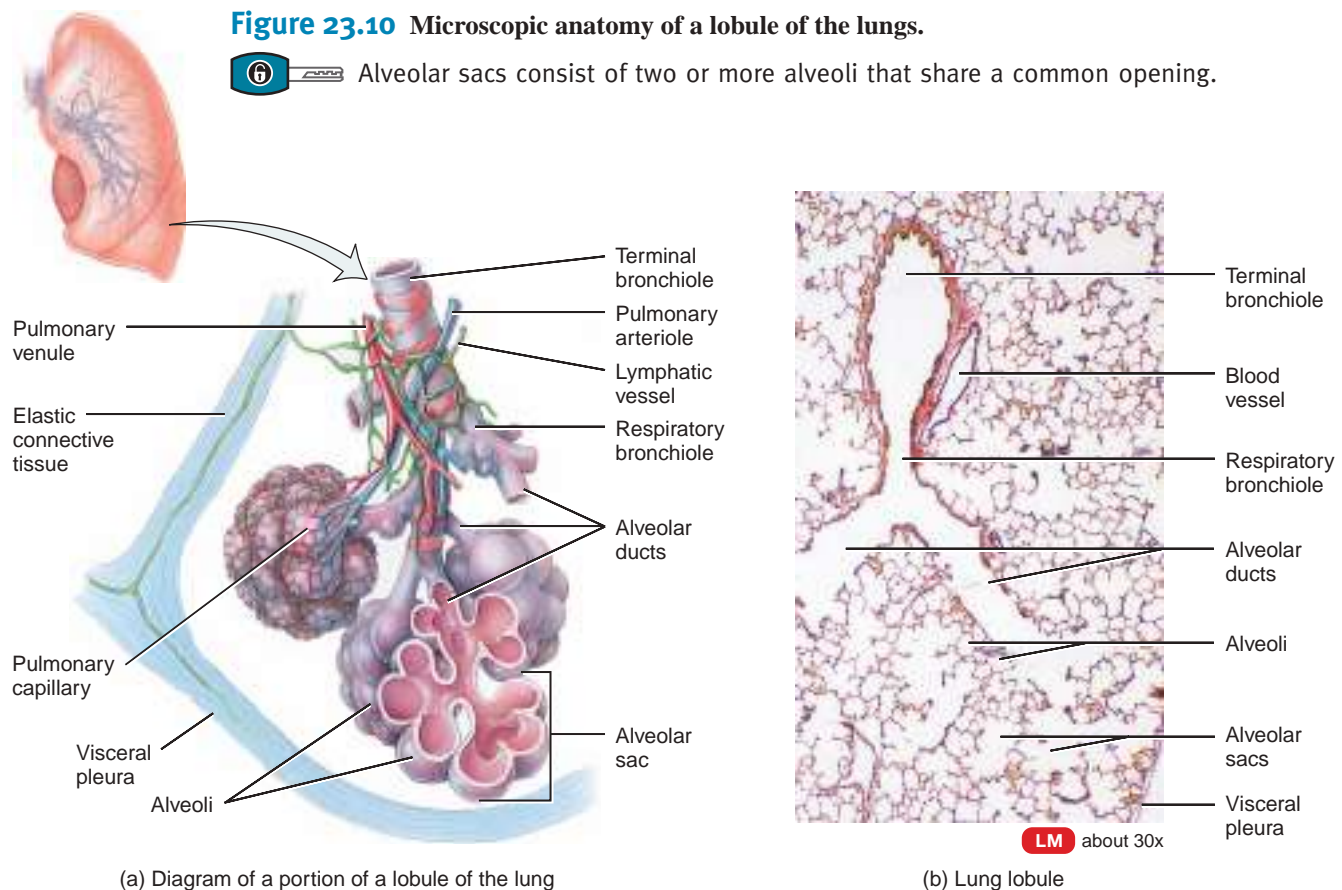 Figure 23.10 Microscopic anatomy of a lobule of the lungs.
Alveolar sacs consist of two or more alveoli that share a common opening.
Pulmonary
venule
Elastic
connective
tissue
Pulmonary
capillary
Visceral
pleura
Alveoli
Terminal
bronchiole
Pulmonary
arteriole
Lymphatic
vessel
Respiratory
bronchiole
Alveolar
ducts
Alveolar
sac
(a) Diagram of a portion of a lobule of the lung
Terminal
bronchiole
Blood
vessel
Respiratory
bronchiole
Alveolar
ducts
Alveoli
Alveolar
sacs
Visceral
pleura
LM about 30x
(b) Lung lobule